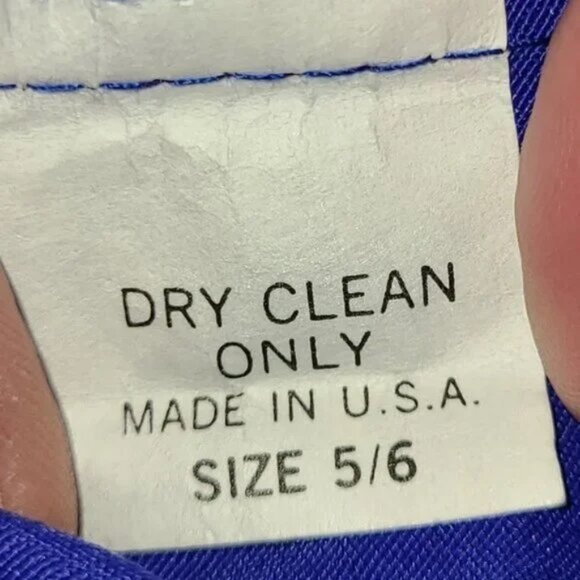 DRY CLEAN
ONLY
MADE IN U.S.A.
SIZE 5/6